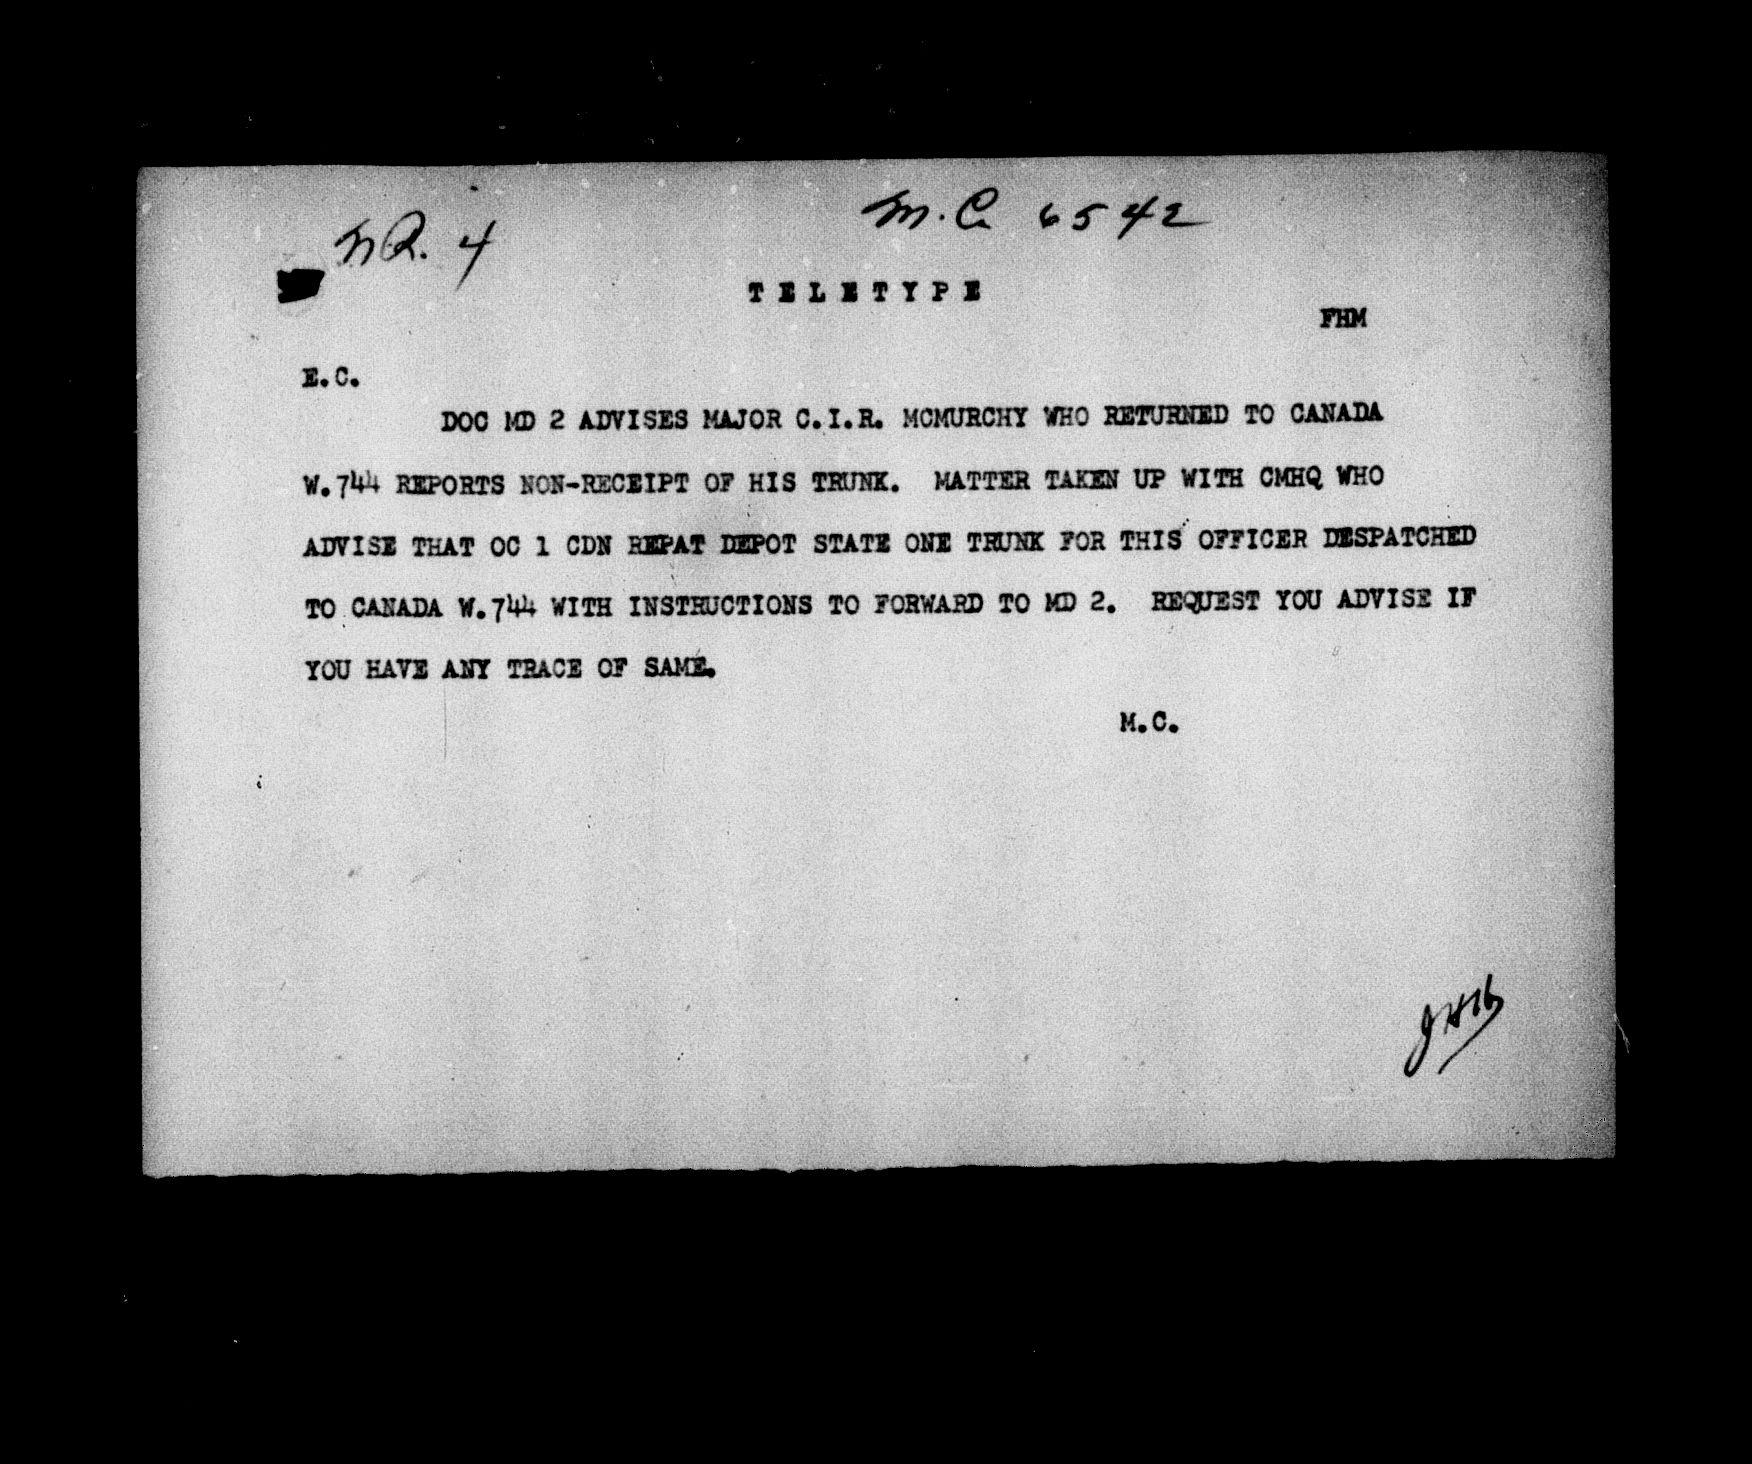 NR. 4
M.C. 6542
TELETYPE
FHM
E.C.
DOC MD 2 ADVISES MAJOR C.I.R. MCMURCHY WHO RETURNED TO CANADA
W.744 REPORTS NON-RECEIPT OF HIS TRUNK. MATTER TAKEN UP WITH CMHQ WHO
ADVISE THAT OC 1 CDN REPAT DEPOT STATE ONE TRUNK FOR THIS OFFICER DESPATCHED
TO CANADA W.744 WITH INSTRUCTIONS TO FORWARD TO MD 2. REQUEST YOU ADVISE IF
YOU HAVE ANY TRACE OF SAME.
M.C.